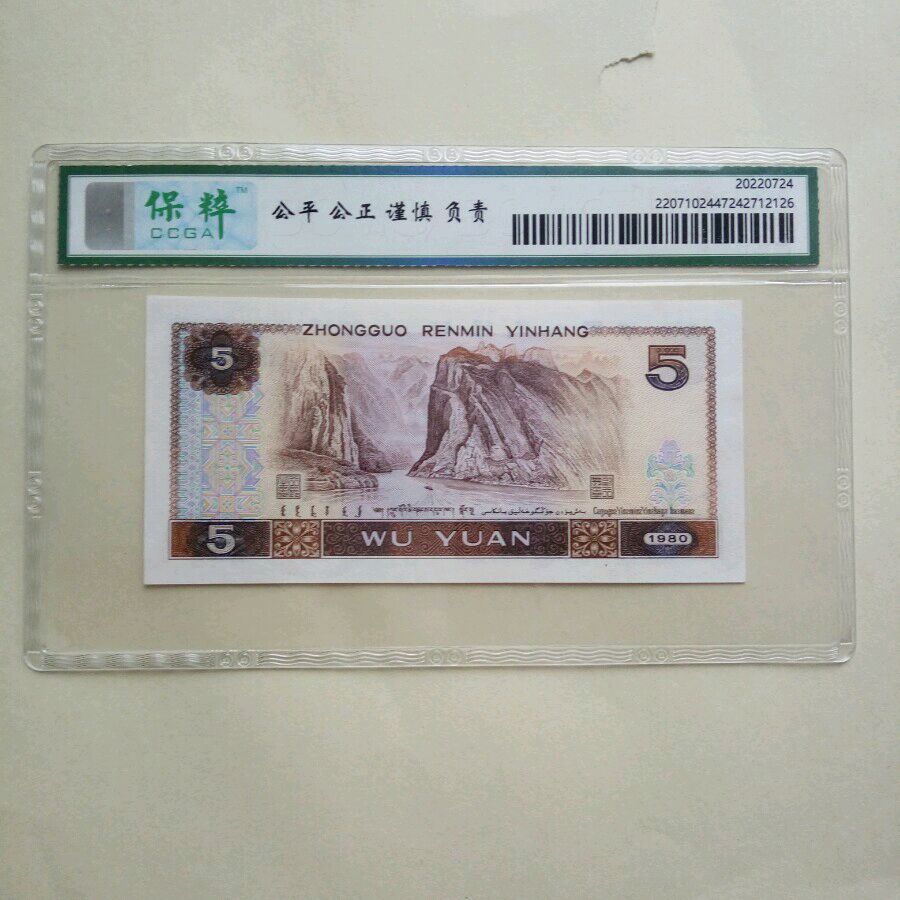 保粹 TM
CCGA
公平 公正 谨慎 负责
20220724
2207102447242712126
ZHONGGUO RENMIN YINHANG
5
5
5 WU YUAN 1980